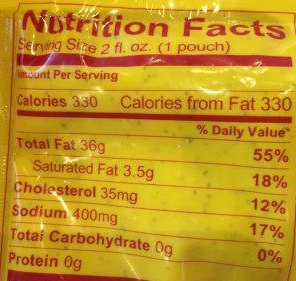 Nutrition Facts
Serving Size 2 fl. oz. (1 pouch)
Amount Per Serving
Calories 330 Calories from Fat 330
% Daily Value*
Total Fat 36g 55%
Saturated Fat 3.5g 18%
Cholesterol 35mg 12%
Sodium 400mg 17%
Total Carbohydrate 0g 0%
Protein 0g